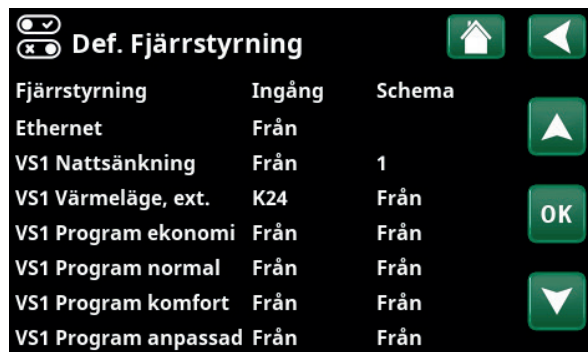 Def. Fjärrstyrning
Fjärrstyrning Ingång Schema
Ethernet Från
VS1 Nattsänkning Från 1
VS1 Värmeläge, ext. K24 Från
OK
VS1 Program ekonomi Från Från
VS1 Program normal Från Från
VS1 Program komfort Från Från
VS1 Program anpassad Från Från